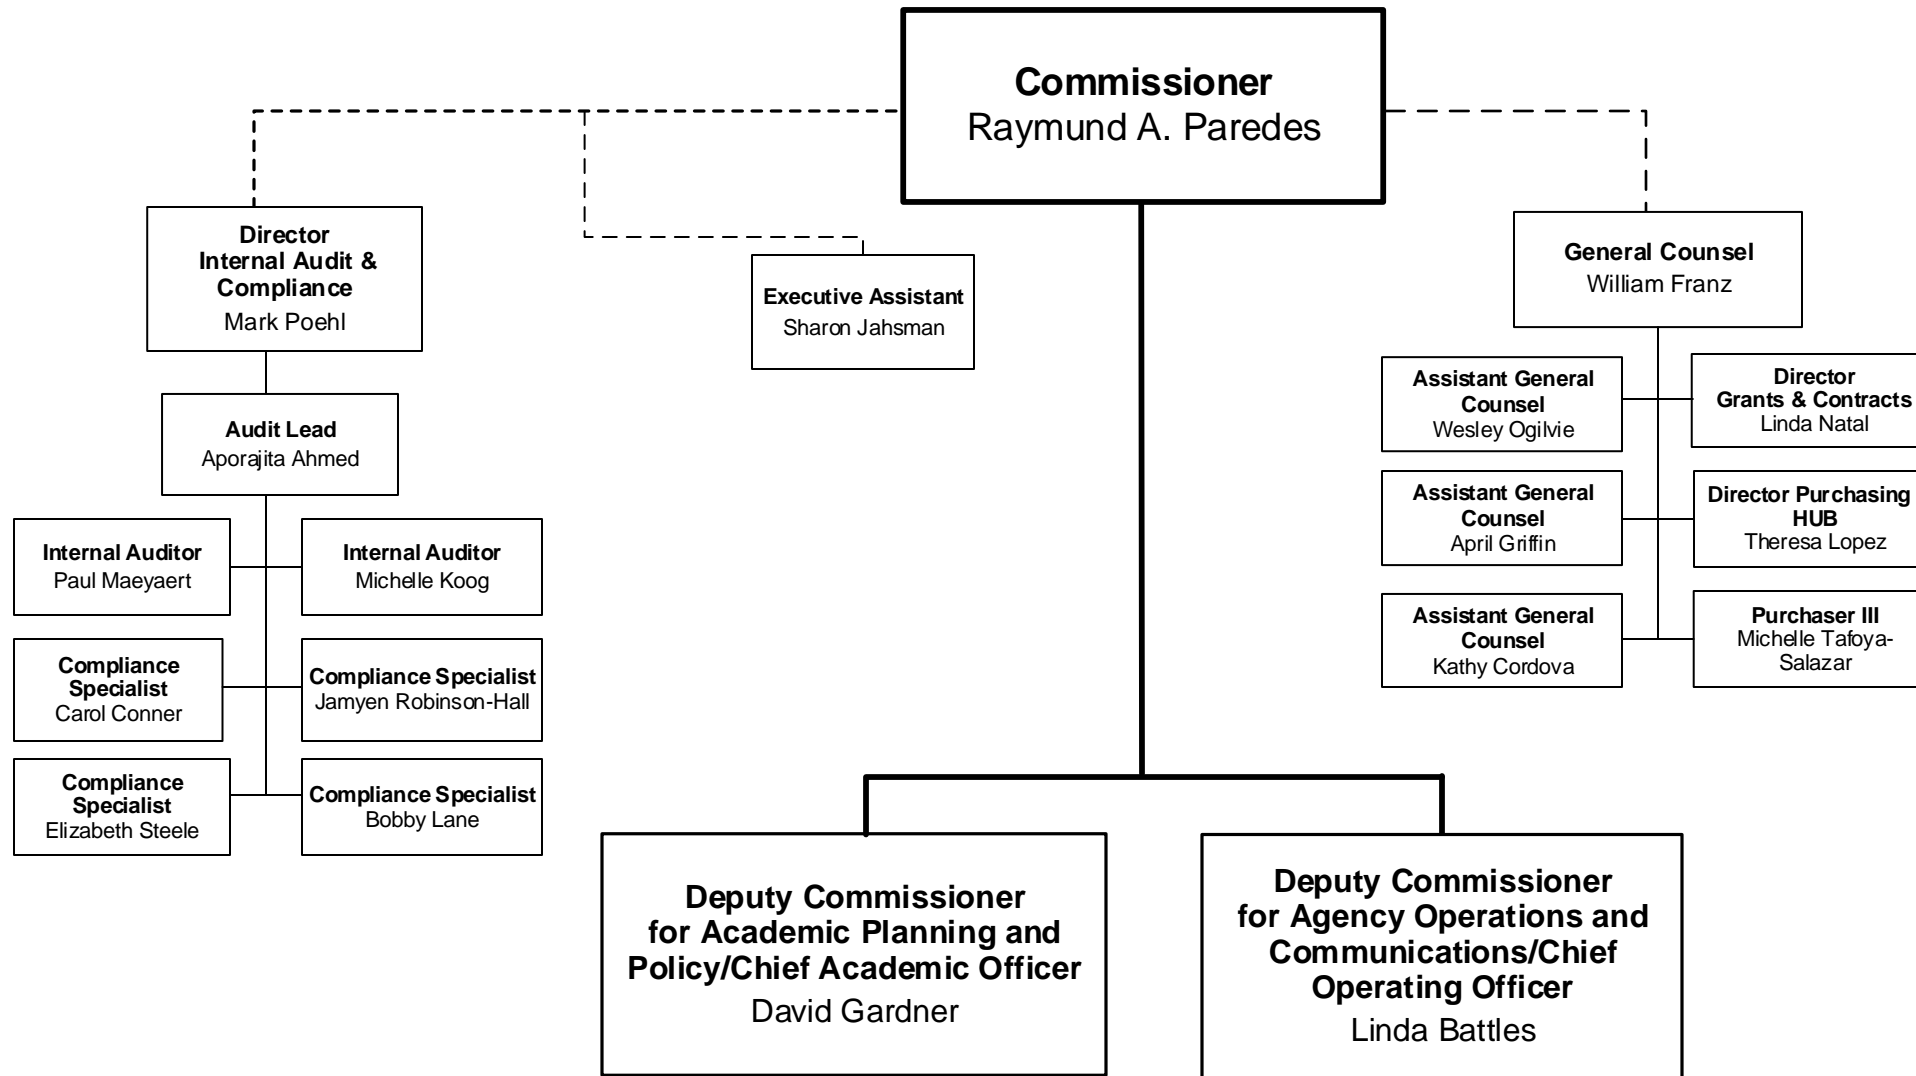 Commissioner
Raymund A. Paredes
Director
Internal Audit &
Compliance
Mark Poehl
Executive Assistant
Sharon Jahsman
General Counsel
William Franz
Audit Lead
Aporajita Ahmed
Internal Auditor
Paul Maeyaert
Internal Auditor
Michelle Koog
Compliance
Specialist
Carol Conner
Compliance Specialist
Jamyen Robinson-Hall
Compliance
Specialist
Elizabeth Steele
Compliance Specialist
Bobby Lane
Assistant General
Counsel
Wesley Ogilvie
Director
Grants & Contracts
Linda Natal
Assistant General
Counsel
April Griffin
Director Purchasing
HUB
Theresa Lopez
Assistant General
Counsel
Kathy Cordova
Purchaser III
Michelle Tafoya-
Salazar
Deputy Commissioner
for Academic Planning and
Policy/Chief Academic Officer
David Gardner
Deputy Commissioner
for Agency Operations and
Communications/Chief
Operating Officer
Linda Battles